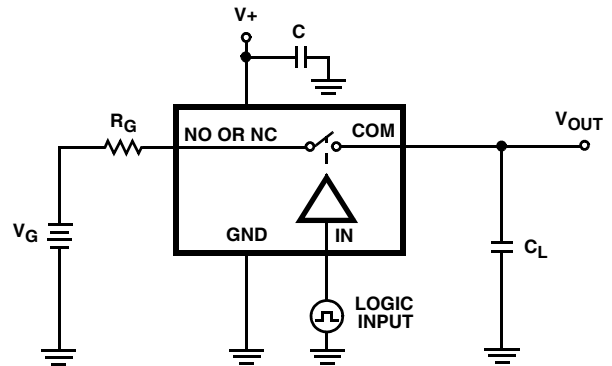 V+
C
RG
NO OR NC
COM
VOUT
VG
GND
IN
CL
LOGIC
INPUT